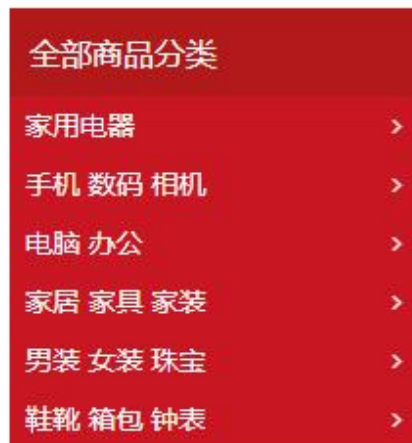 全部商品分类
家用电器 >
手机 数码 相机 >
电脑 办公 >
家居 家具 家装 >
男装 女装 珠宝 >
鞋靴 箱包 钟表 >